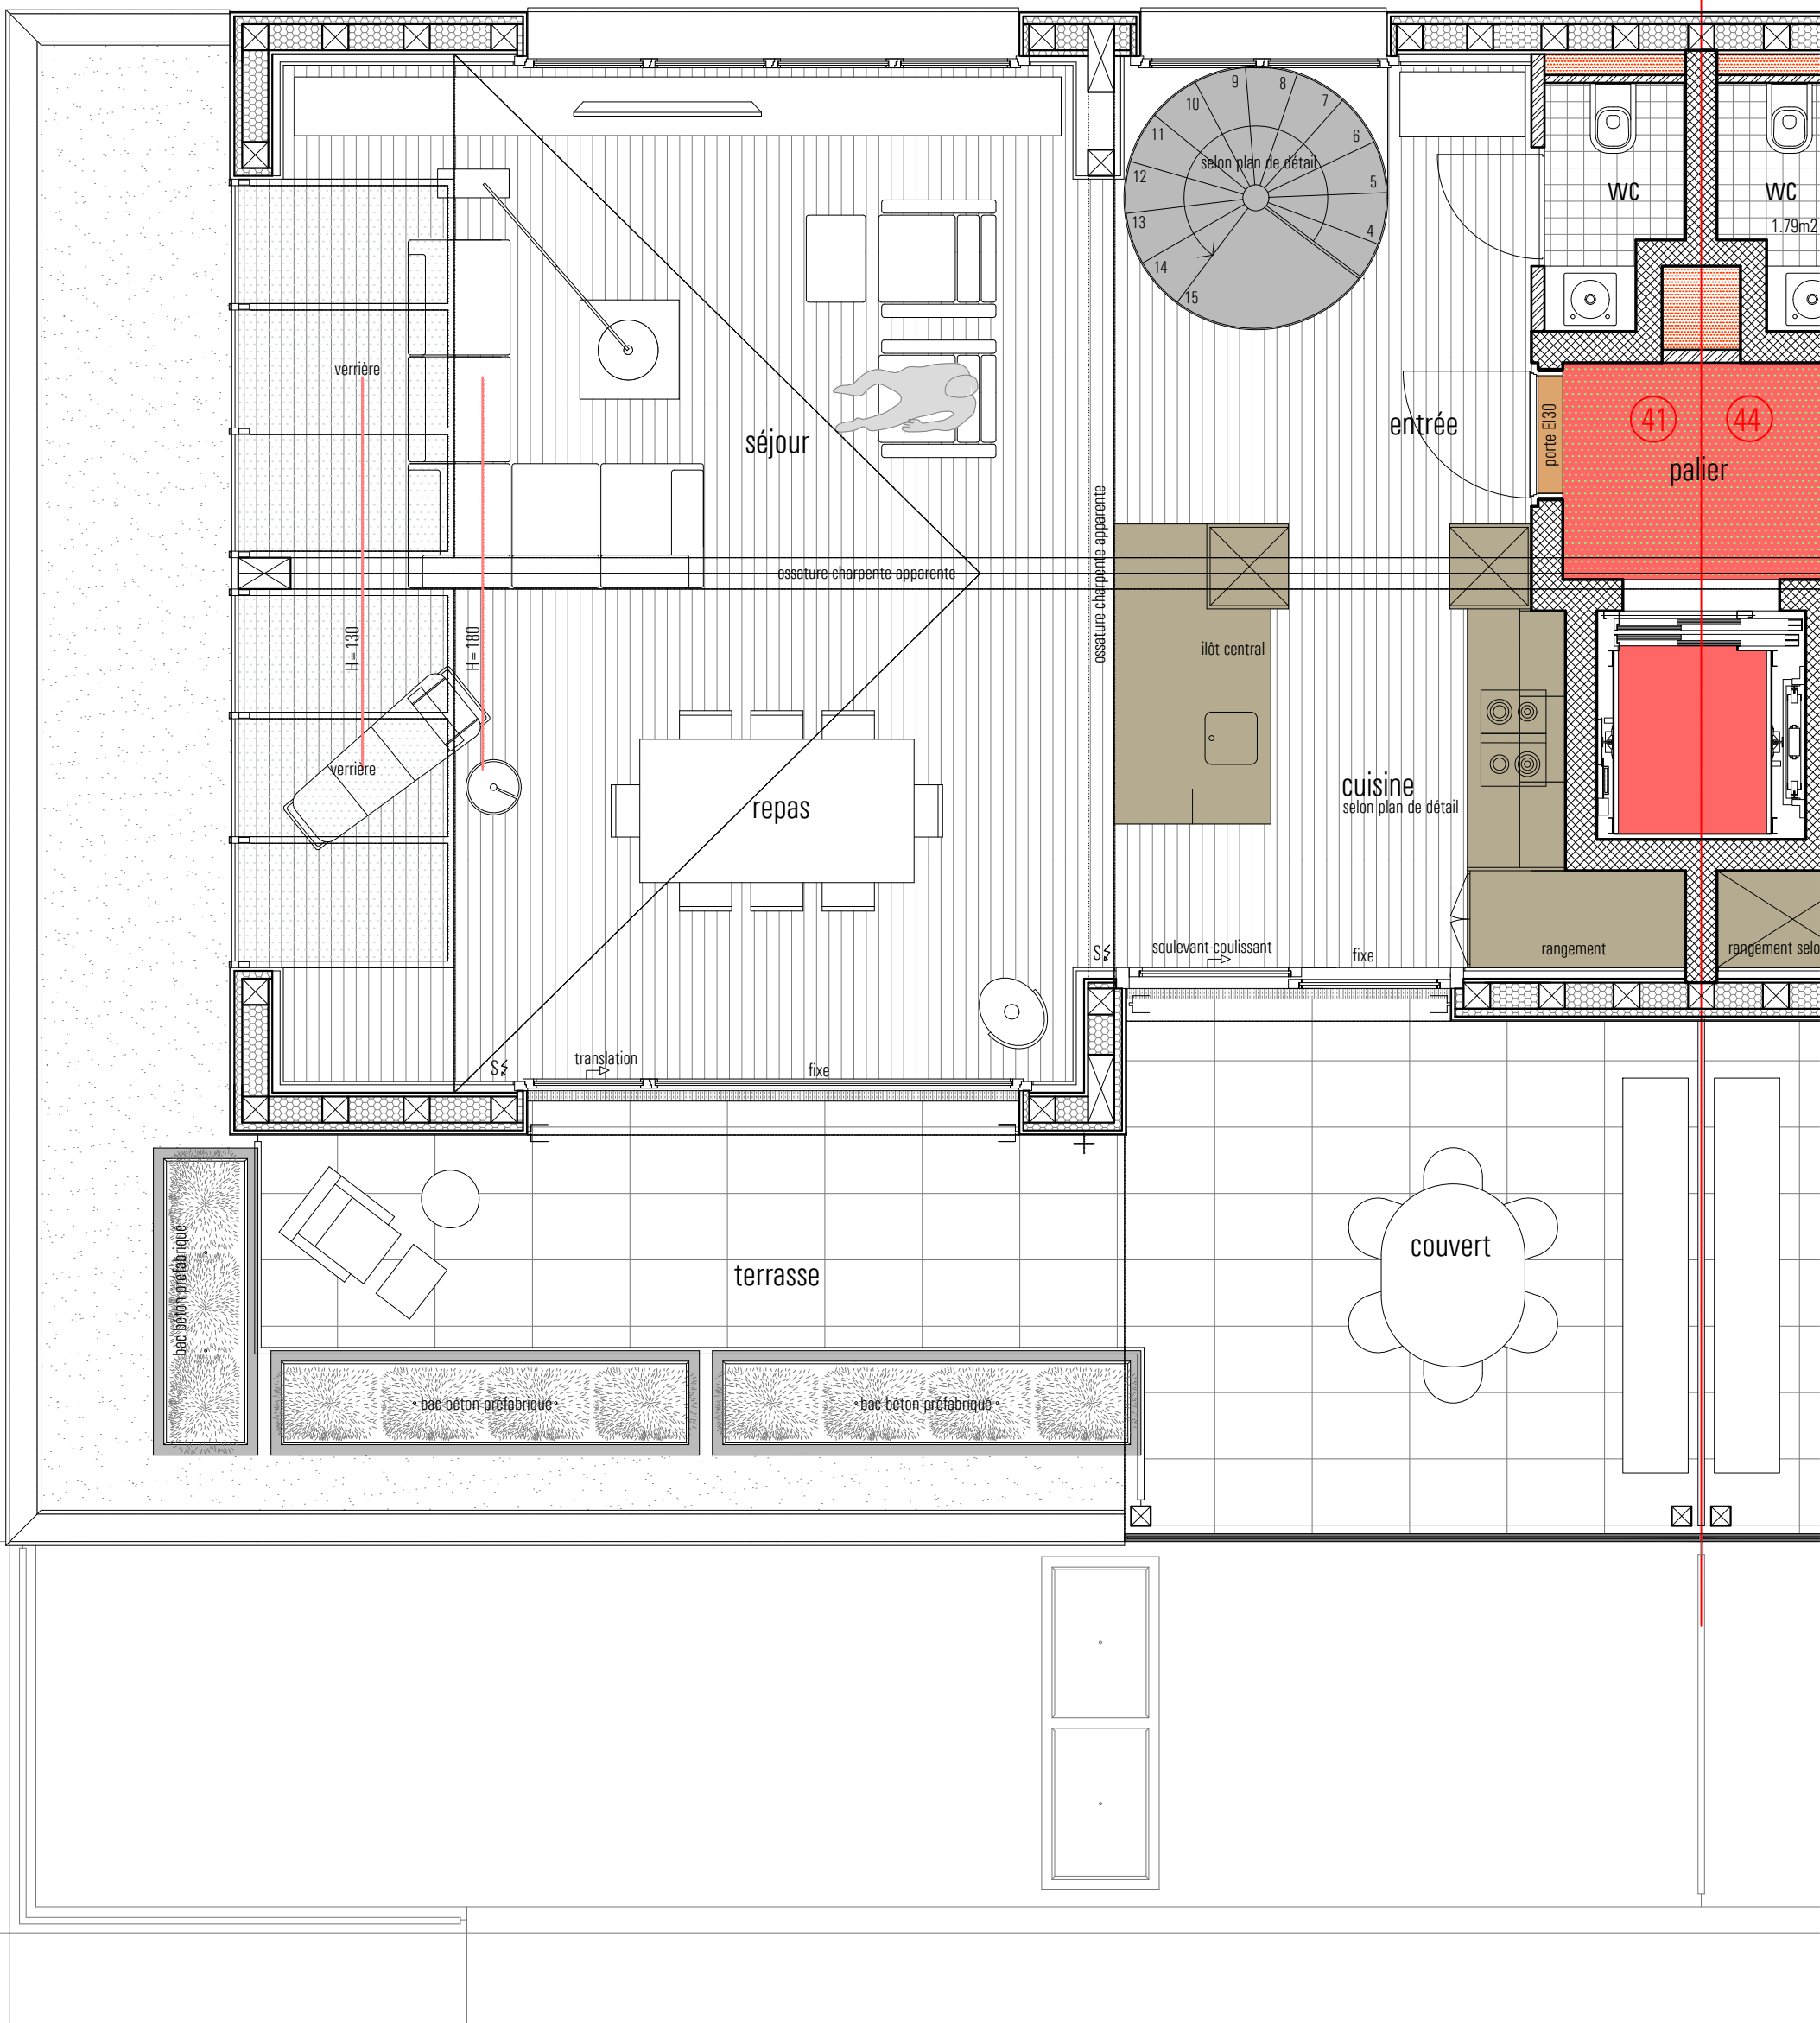 9
8
7
10
6
11
selon plan de détail
12
5
WC
WC
13
4
1.79m2
14
15
verrière
séjour
entrée
porte EI30
41
44
palier
ossature charpente apparente
ossature charpente apparente
H = 130
H = 180
ilôt central
verrière
repas
cuisine
selon plan de détail
S
soulevant-coulissant
fixe
rangement
rangement selo
S
translation
fixe
bac béton préfabriqué
terrasse
couvert
bac béton préfabriqué
bac béton préfabriqué